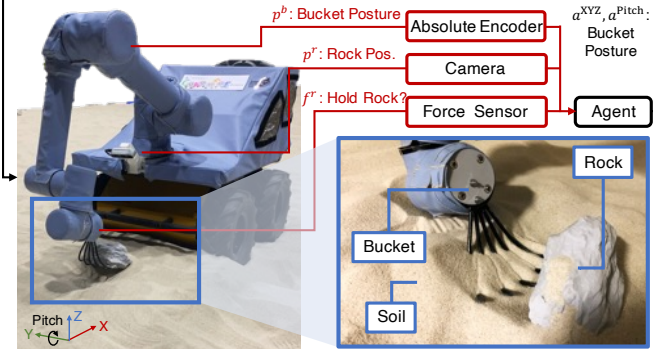 p^b: Bucket Posture
Absolute Encoder
a^XYZ, a^Pitch:
Bucket
Posture
p^r: Rock Pos.
Camera
f^r: Hold Rock?
Force Sensor
Agent
Rock
Bucket
Soil
Pitch
Z
Y
X